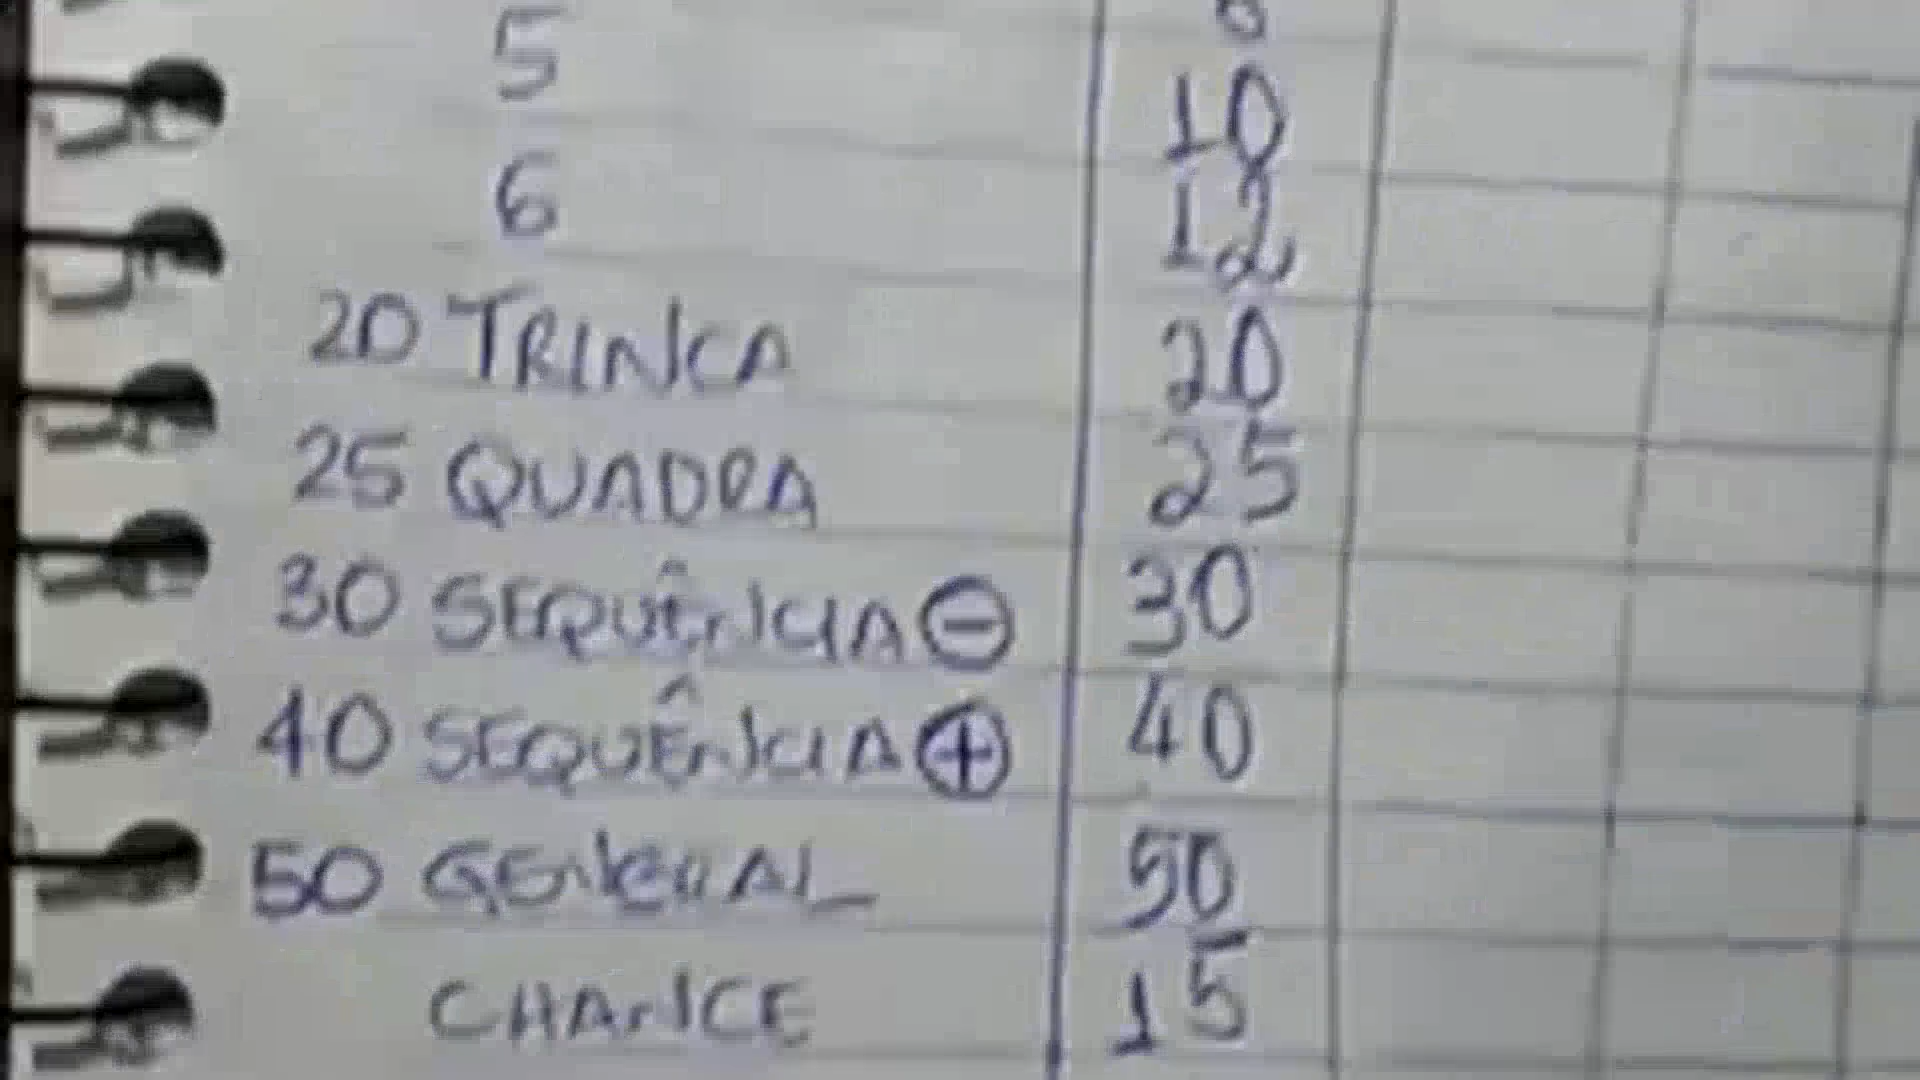 5 10
6 12
20 TRINCA 20
25 QUADRA 25
30 SEQUÊNCIA - 30
40 SEQUÊNCIA + 40
50 GENERAL 50
CHANCE 15